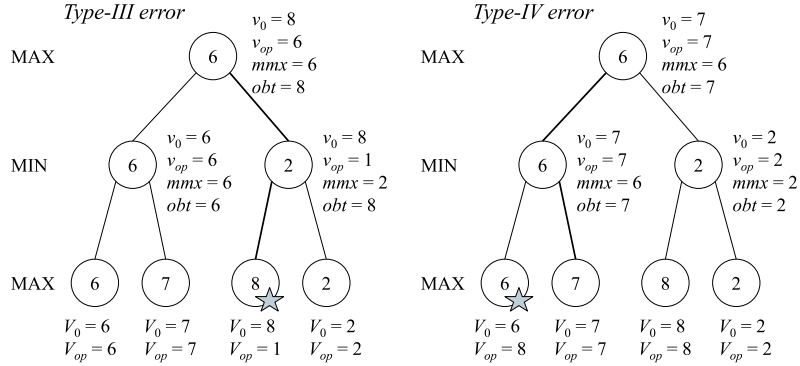 Type-III error
Type-IV error
MAX
6
v0 = 8
vop = 6
mmx = 6
obt = 8
MAX
6
v0 = 7
vop = 7
mmx = 6
obt = 7
MIN
6
v0 = 6
vop = 6
mmx = 6
obt = 6
2
v0 = 8
vop = 1
mmx = 2
obt = 8
MIN
6
v0 = 7
vop = 7
mmx = 6
obt = 7
2
v0 = 2
vop = 2
mmx = 2
obt = 2
MAX
6
7
8
2
MAX
6
7
8
2
V0 = 6
Vop = 6
V0 = 7
Vop = 7
V0 = 8
Vop = 1
V0 = 2
Vop = 2
V0 = 6
Vop = 8
V0 = 7
Vop = 7
V0 = 8
Vop = 8
V0 = 2
Vop = 2